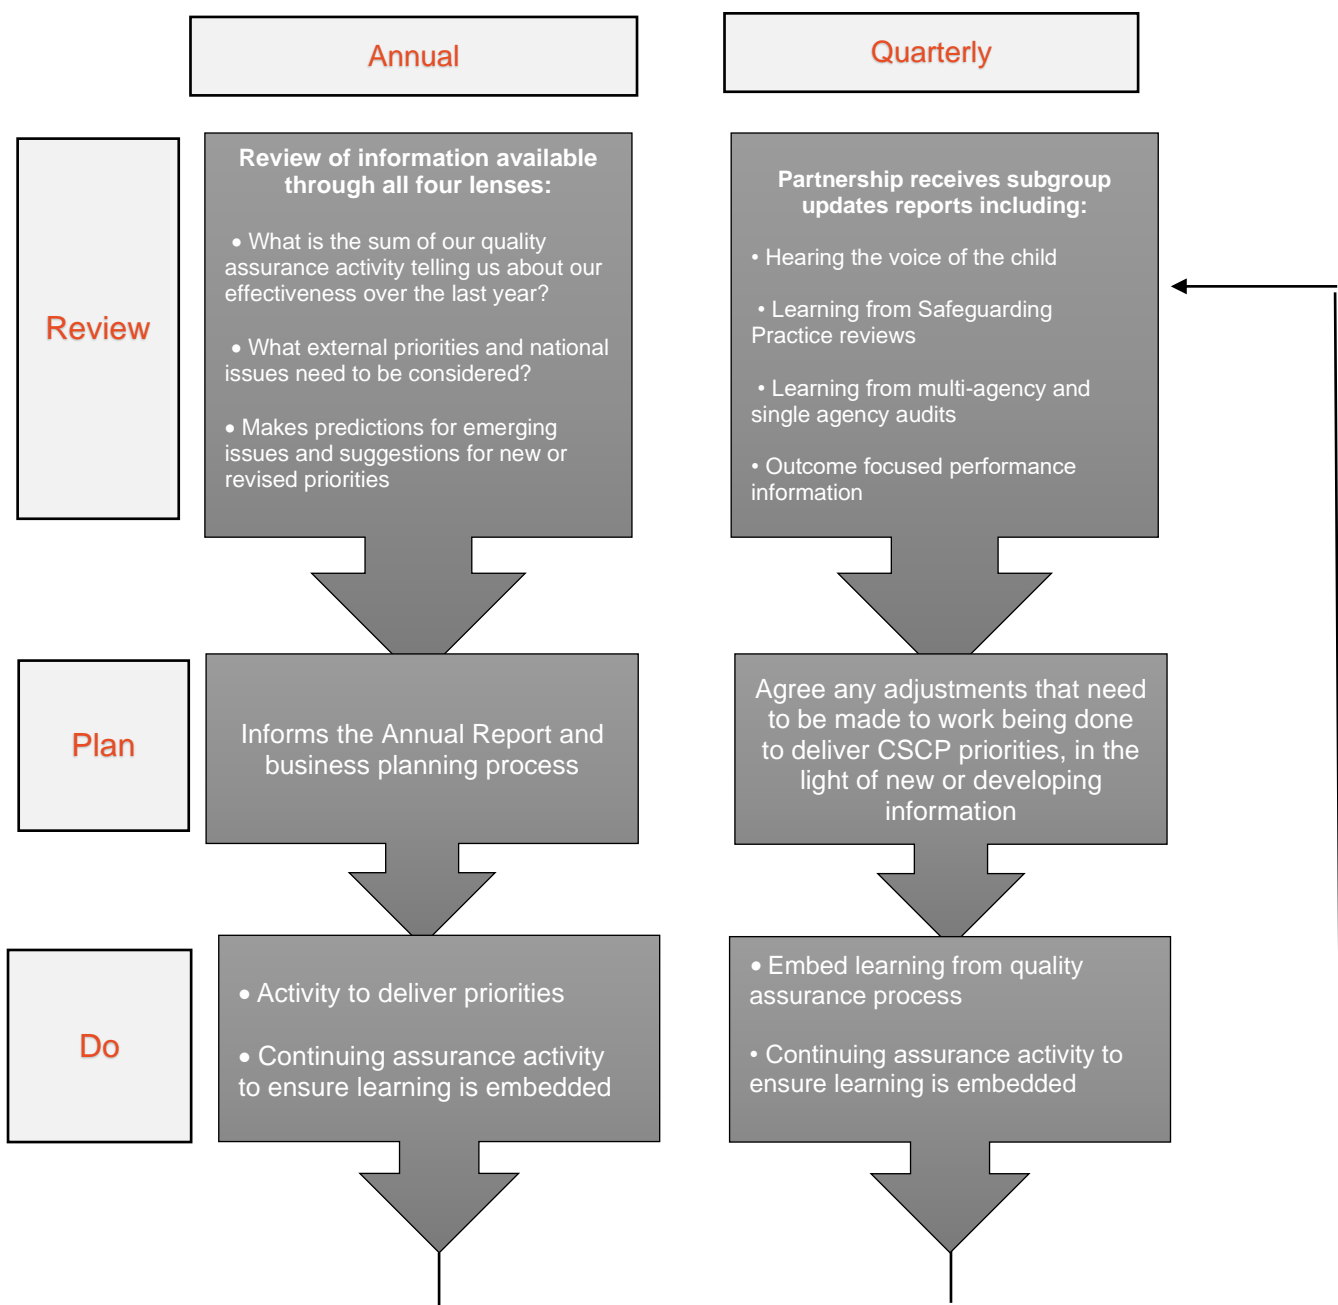 Annual
Quarterly
Review
Review of information available
through all four lenses:
• What is the sum of our quality
assurance activity telling us about our
effectiveness over the last year?
• What external priorities and national
issues need to be considered?
• Makes predictions for emerging
issues and suggestions for new or
revised priorities
Partnership receives subgroup
updates reports including:
• Hearing the voice of the child
• Learning from Safeguarding
Practice reviews
• Learning from multi-agency and
single agency audits
• Outcome focused performance
information
Plan
Informs the Annual Report and
business planning process
Agree any adjustments that need
to be made to work being done
to deliver CSCP priorities, in the
light of new or developing
information
Do
• Activity to deliver priorities
• Continuing assurance activity
to ensure learning is embedded
• Embed learning from quality
assurance process
• Continuing assurance activity to
ensure learning is embedded